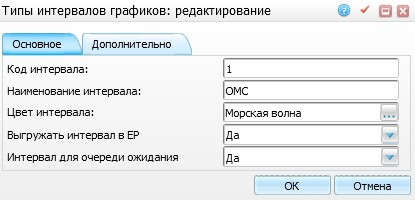 Типы интервалов графиков: редактирование
Основное Дополнительно
Код интервала: 1
Наименование интервала: ОМС
Цвет интервала: Морская волна ...
Выгружать интервал в ЕР Да
Интервал для очереди ожидания Да
ОК Отмена